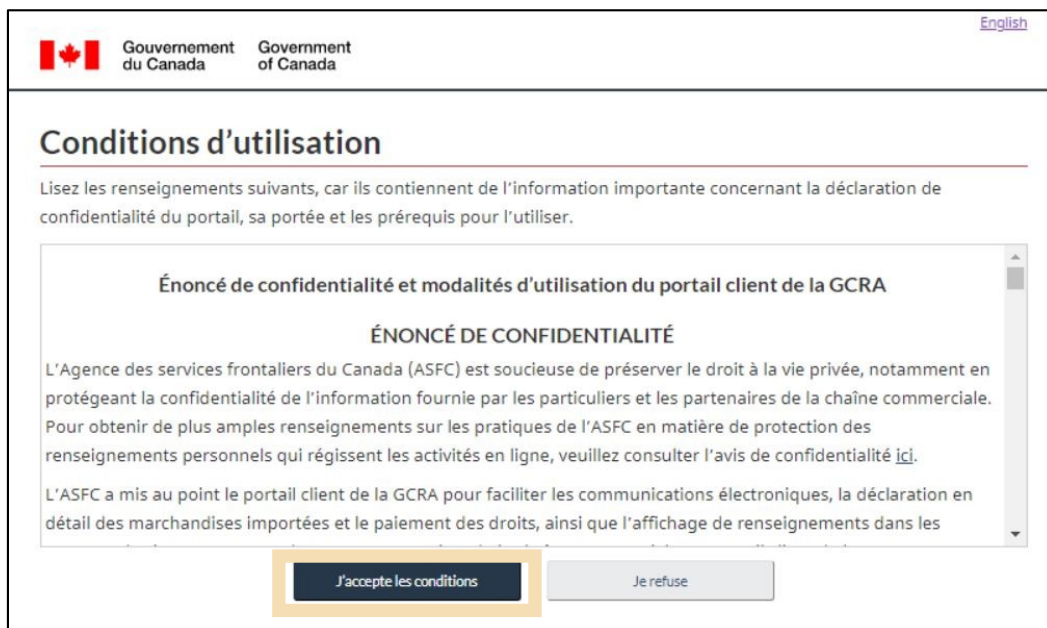 English
Gouvernement du Canada
Government of Canada
Conditions d'utilisation
Lisez les renseignements suivants, car ils contiennent de l'information importante concernant la déclaration de
confidentialité du portail, sa portée et les prérequis pour l'utiliser.
Énoncé de confidentialité et modalités d'utilisation du portail client de la GCRA
ÉNONCÉ DE CONFIDENTIALITÉ
L'Agence des services frontaliers du Canada (ASFC) est soucieuse de préserver le droit à la vie privée, notamment en
protégeant la confidentialité de l'information fournie par les particuliers et les partenaires de la chaîne commerciale.
Pour obtenir de plus amples renseignements sur les pratiques de l'ASFC en matière de protection des
renseignements personnels qui régissent les activités en ligne, veuillez consulter l'avis de confidentialité ici.
L'ASFC a mis au point le portail client de la GCRA pour faciliter les communications électroniques, la déclaration en
détail des marchandises importées et le paiement des droits, ainsi que l'affichage de renseignements dans les
J'accepte les conditions
Je refuse